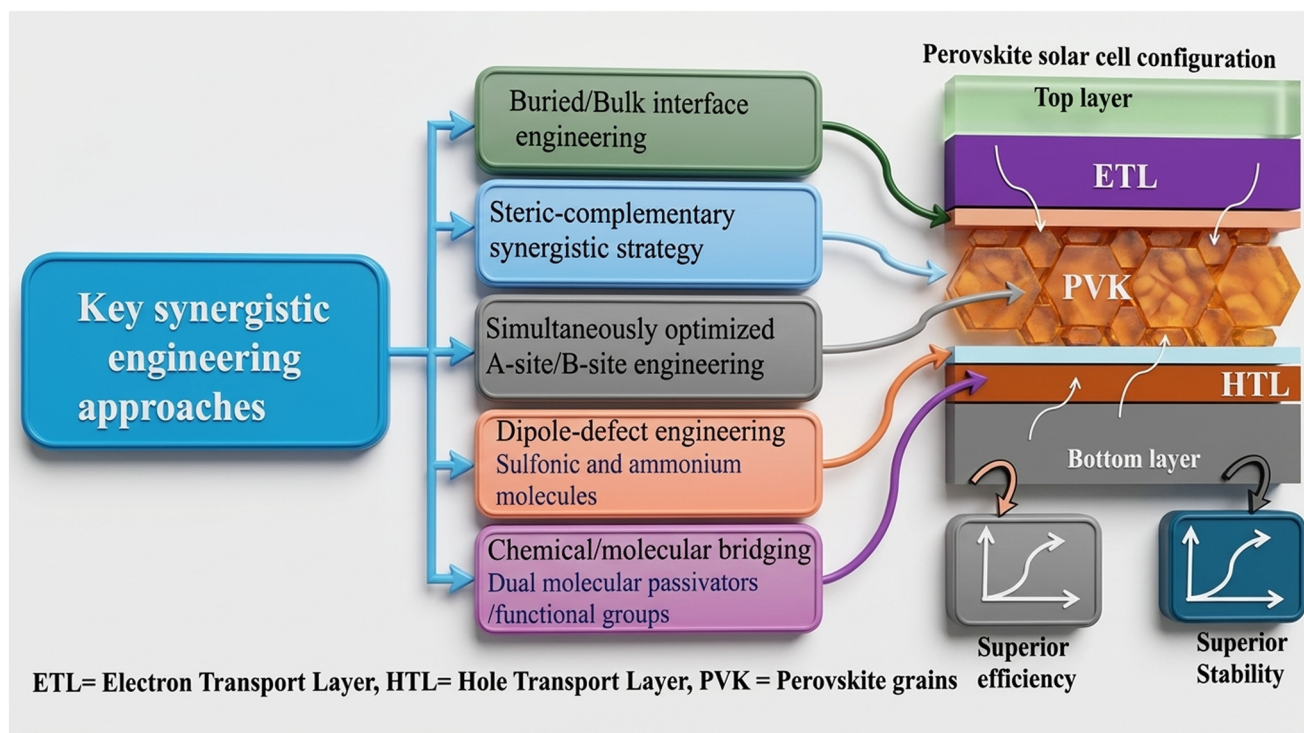 Key synergistic
engineering
approaches
Buried/Bulk interface
engineering
Steric-complementary
synergistic strategy
Simultaneously optimized
A-site/B-site engineering
Dipole-defect engineering
Sulfonic and ammonium
molecules
Chemical/molecular bridging
Dual molecular passivators
/functional groups
Perovskite solar cell configuration
Top layer
ETL
PVK
HTL
Bottom layer
Superior
efficiency
Superior
Stability
ETL= Electron Transport Layer, HTL= Hole Transport Layer, PVK = Perovskite grains